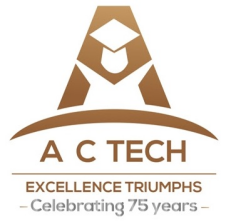 A C TECH
EXCELLENCE TRIUMPHS
Celebrating 75 years